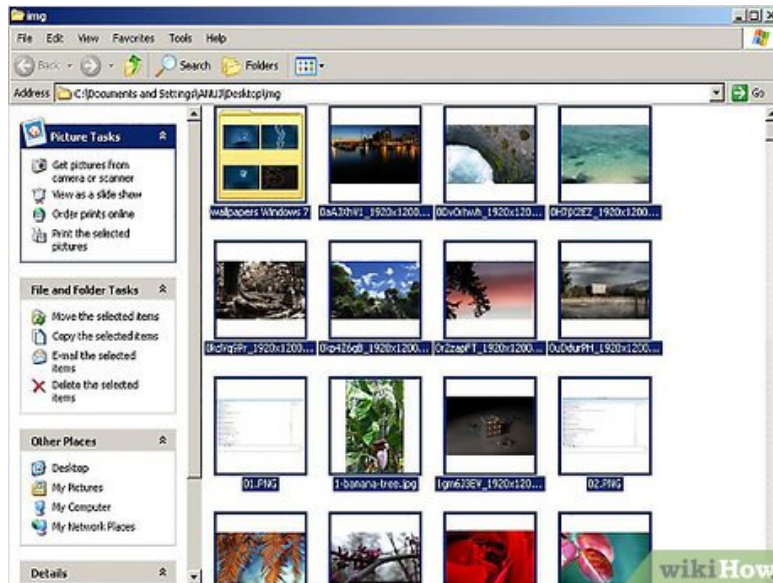 img
File Edit View Favorites Tools Help
Back Search Folders
Address C:\Documents and Settings\ANUJ\Desktop\img Go
Picture Tasks
Get pictures from
camera or scanner
View as a slide show
Order prints online
Print the selected
pictures
File and Folder Tasks
Move the selected items
Copy the selected items
E-mail the selected
items
Delete the selected
items
Other Places
Desktop
My Pictures
My Computer
My Network Places
Details
wallpapers Windows 7
01.PNG 1-banana-tree.jpg 02.PNG
wikiHow